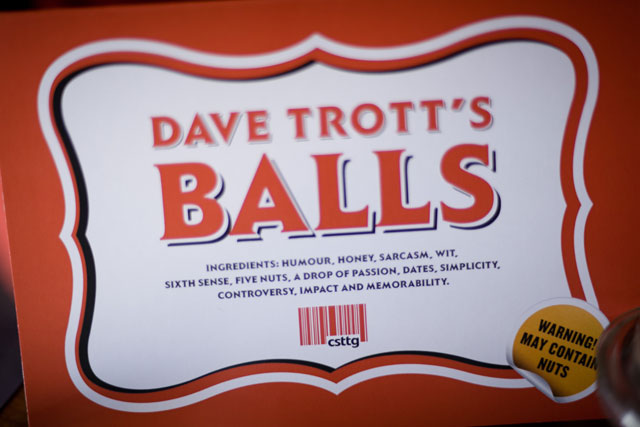 DAVE TROTT'S
BALLS
INGREDIENTS: HUMOUR, HONEY, SARCASM, WIT,
SIXTH SENSE, FIVE NUTS, A DROP OF PASSION, DATES, SIMPLICITY,
CONTROVERSY, IMPACT AND MEMORABILITY.
csttg
WARNING!
MAY CONTAIN
NUTS